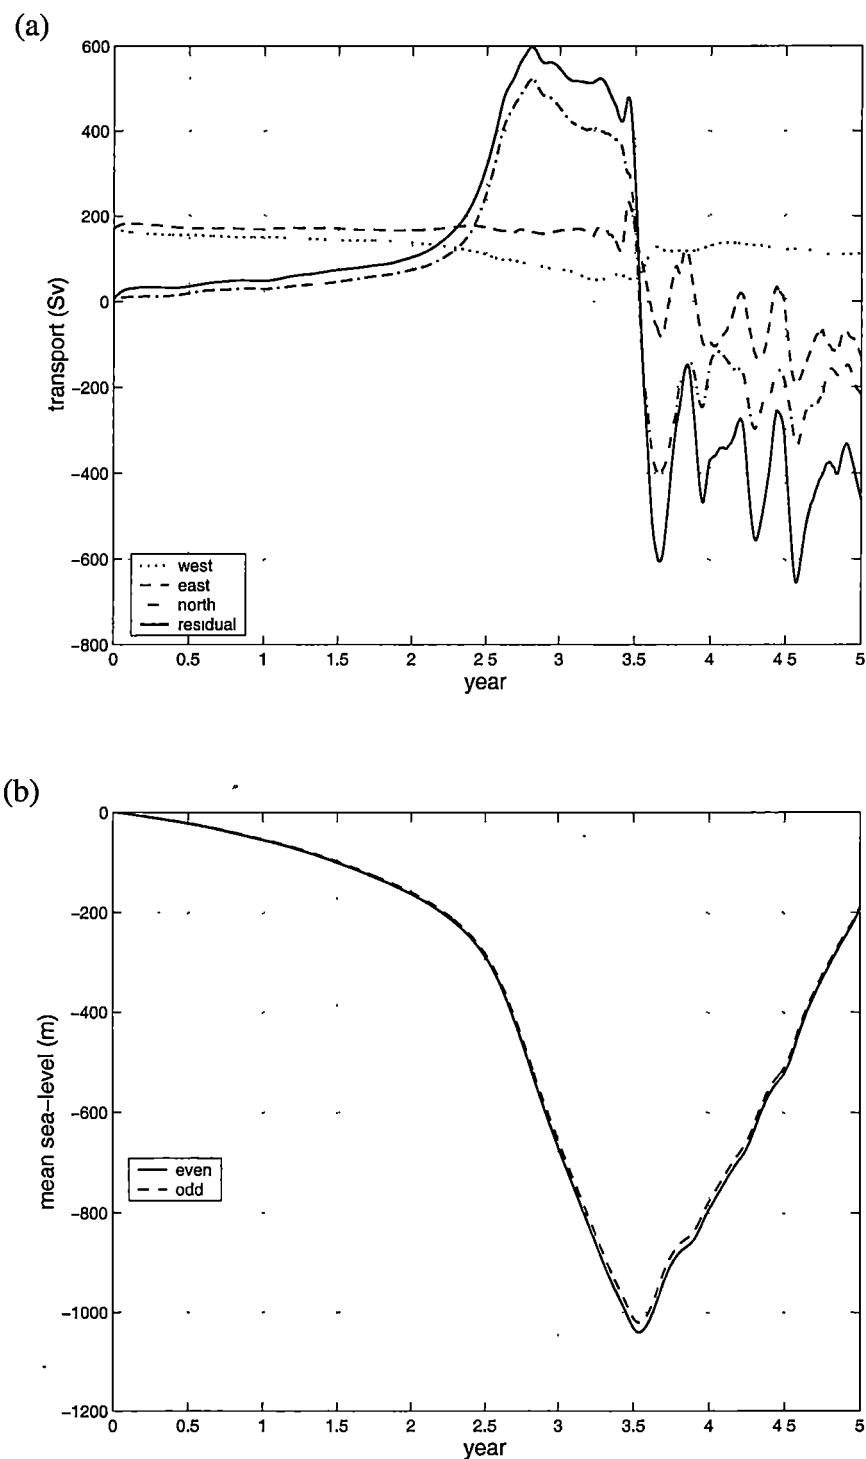 (a)
600
400
200
0
-200
-400
-600
-800
transport (Sv)
west
east
north
residual
0 0.5 1 1.5 2 2 5 3 3.5 4 4 5 5
year
(b)
0
-200
-400
-600
-800
-1000
-1200
mean sea-level (m)
even
odd
0 0.5 1 1.5 2 2.5 3 3.5 4 4 5 5
year